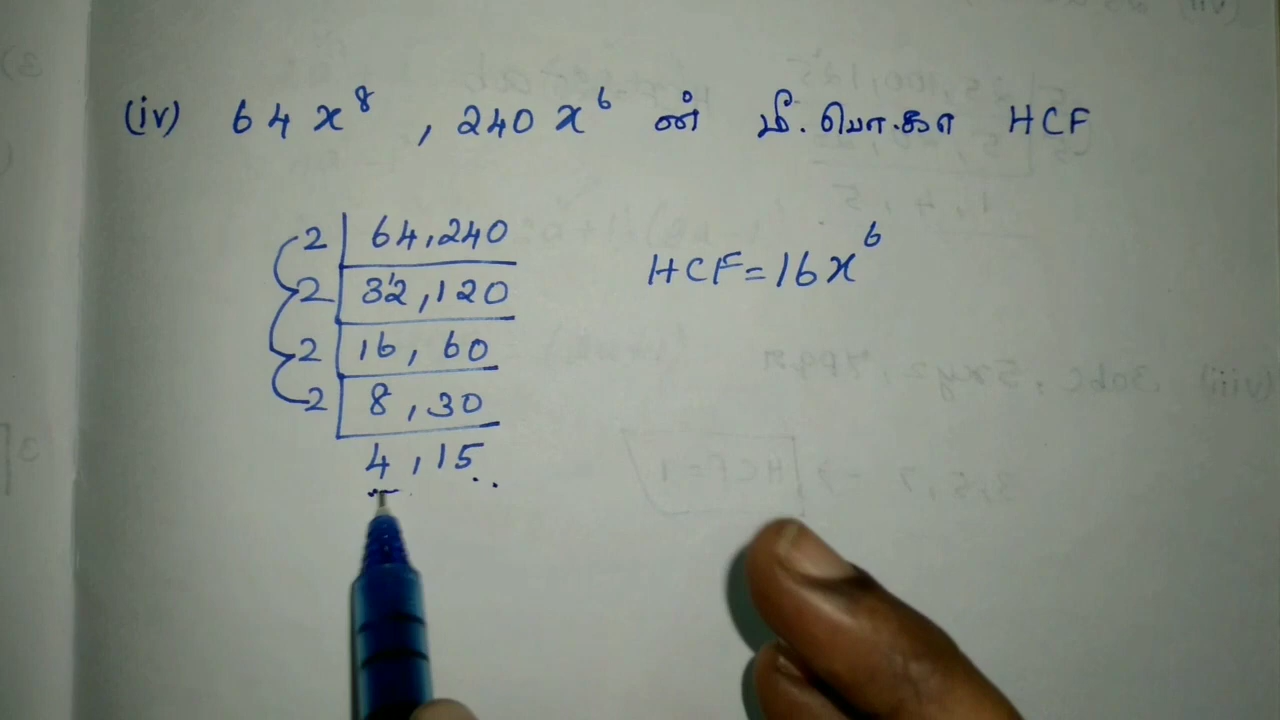 (iv) 64x⁸ , 240x⁶ ன் மீ.பொ.கா HCF
2 | 64,240
2 | 32,120
2 | 16, 60
2 | 8, 30
4, 15
HCF = 16x⁶